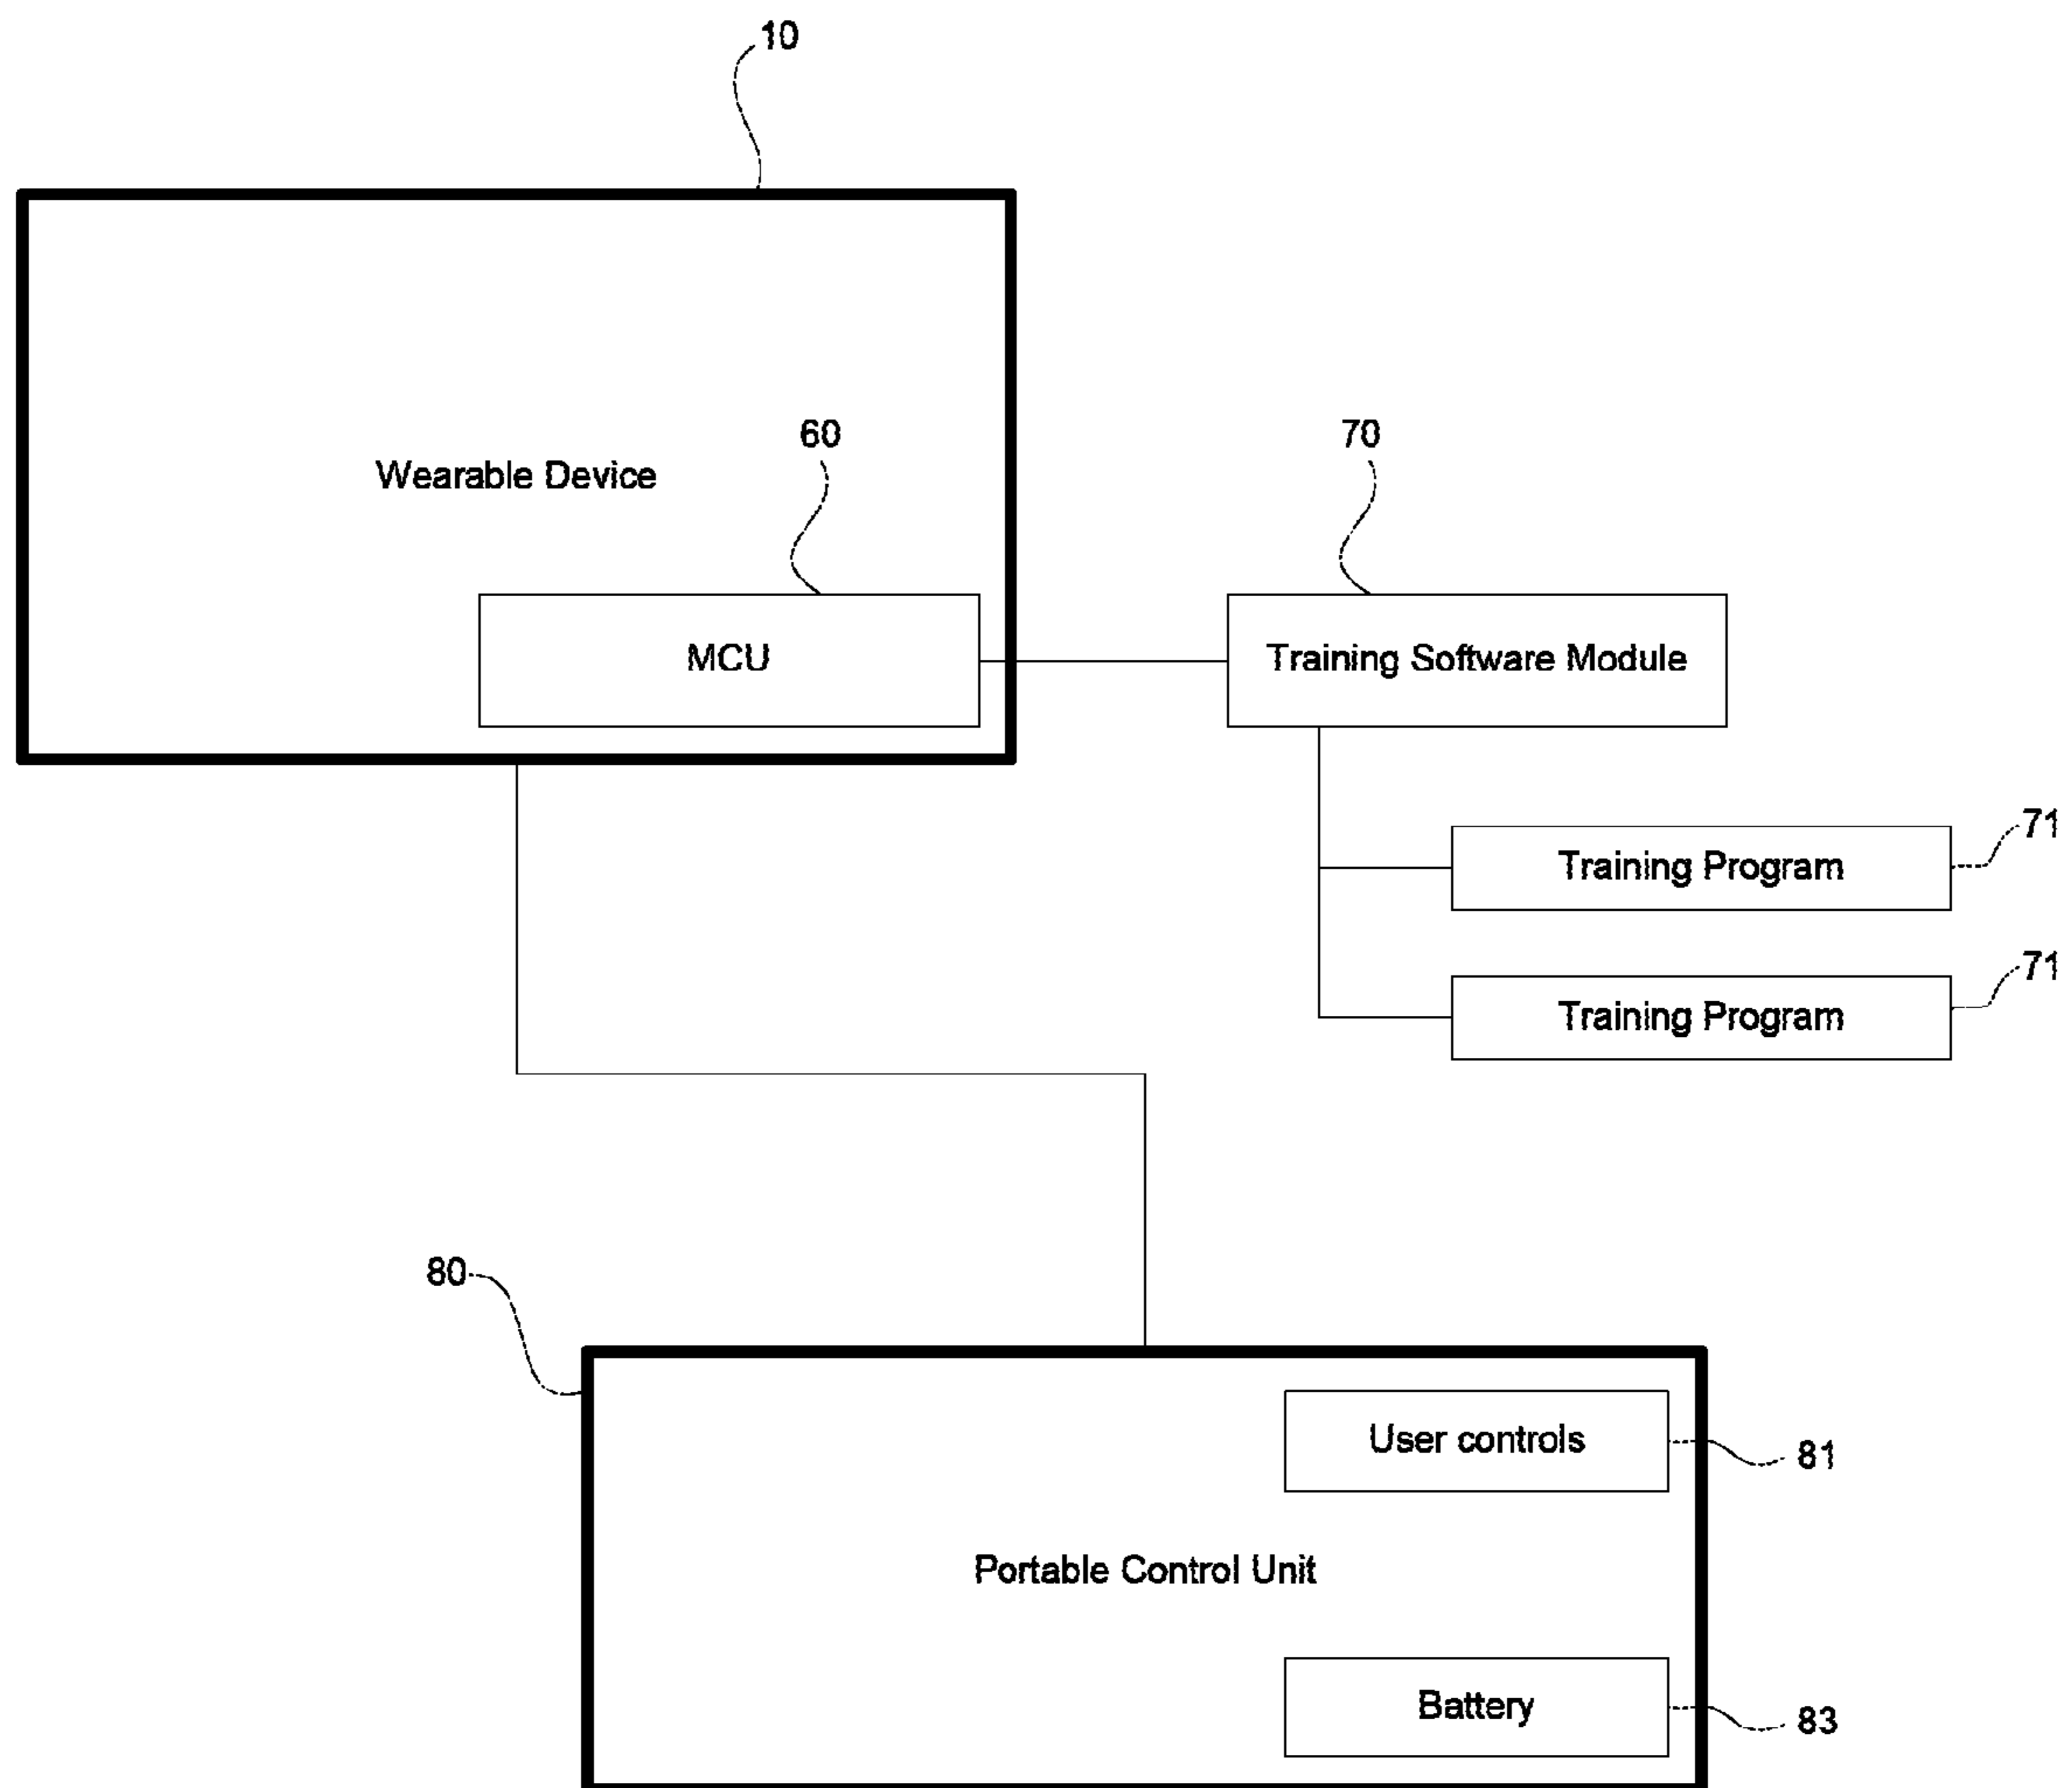 10
60
70
Wearable Device
MCU
Training Software Module
71
Training Program
71
Training Program
80
User controls
81
Portable Control Unit
Battery
83